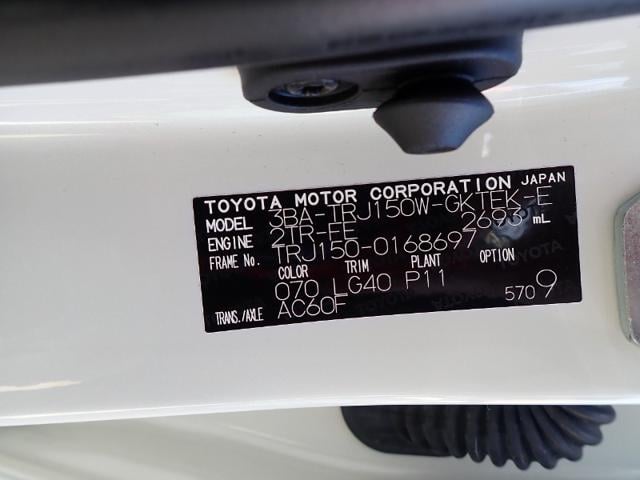 TOYOTA MOTOR CORPORATION JAPAN
MODEL 3BA-TRJ150W-GKTEK-E
ENGINE 2TR-FE 2693 mL
FRAME No. TRJ150-0168697
COLOR TRIM PLANT OPTION
070 LG40 P11
TRANS./AXLE AC60F 5709